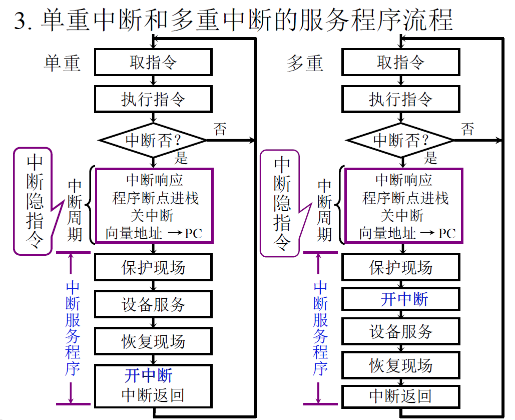 3. 单重中断和多重中断的服务程序流程
单重
取指令
执行指令
中断否?
否
是
中断隐指令
中断周期
中断响应
程序断点进栈
关中断
向量地址 → PC
中断服务程序
保护现场
设备服务
恢复现场
开中断
中断返回
多重
取指令
执行指令
中断否?
否
是
中断隐指令
中断周期
中断响应
程序断点进栈
关中断
向量地址 → PC
中断服务程序
保护现场
开中断
设备服务
恢复现场
中断返回